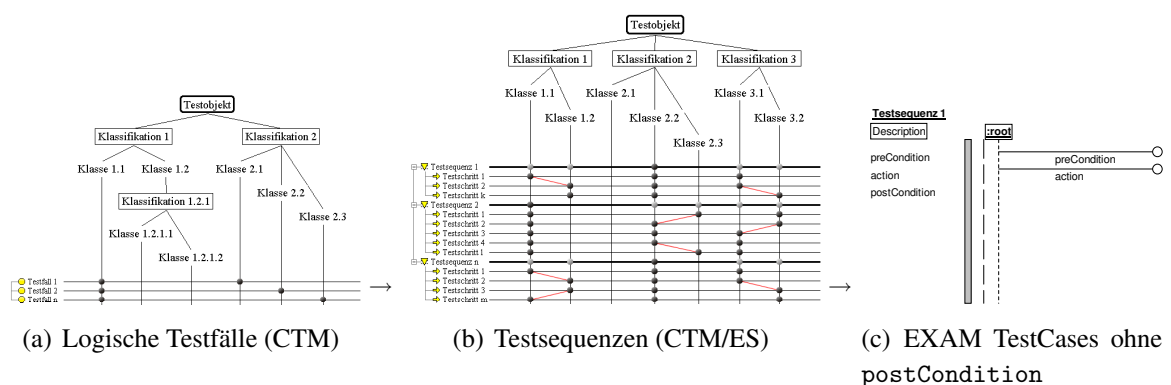 Testobjekt
Klassifikation 1 Klassifikation 2
Klasse 1.1 Klasse 1.2 Klasse 2.1
Klasse 2.2
Klassifikation 1.2.1
Klasse 2.3
Klasse 1.2.1.1
Klasse 1.2.1.2
Testfall 1
Testfall 2
Testfall n
(a) Logische Testfälle (CTM)
Testobjekt
Klassifikation 1 Klassifikation 2 Klassifikation 3
Klasse 1.1 Klasse 2.1 Klasse 3.1
Klasse 1.2 Klasse 2.2 Klasse 3.2
Klasse 2.3
Testsequenz 1
Testschritt 1
Testschritt 2
Testschritt k
Testsequenz 2
Testschritt 1
Testschritt 2
Testschritt 3
Testschritt 4
Testschritt l
Testsequenz n
Testschritt 1
Testschritt 2
Testschritt 3
Testschritt m
(b) Testsequenzen (CTM/ES)
Testsequenz 1
Description :root
preCondition preCondition
action action
postCondition
(c) EXAM TestCases ohne
postCondition